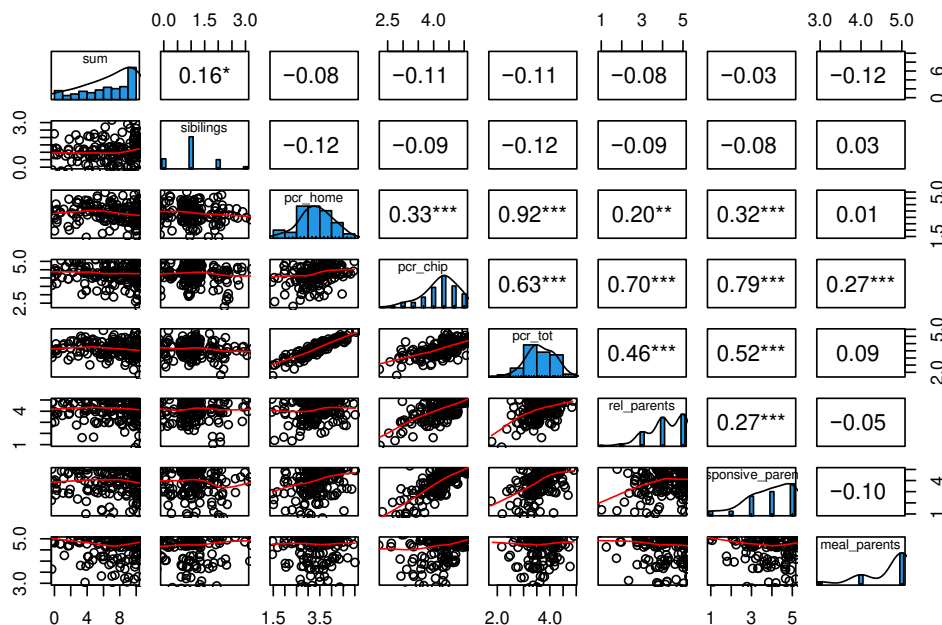 0.0 1.5 3.0 2.5 4.0 1 3 5 3.0 4.0 5.0
sum 0.16* −0.08 −0.11 −0.11 −0.08 −0.03 −0.12 0 6
0.0 3.0 sibilings −0.12 −0.09 −0.12 −0.09 −0.08 0.03
pcr_home 0.33*** 0.92*** 0.20** 0.32*** 0.01 1.5 5.0
2.5 5.0 pcr_chip 0.63*** 0.70*** 0.79*** 0.27***
pcr_tot 0.46*** 0.52*** 0.09 2.0 5.0
1 4 rel_parents 0.27*** −0.05
sponsive_paren −0.10 1 4
3.0 5.0 meal_parents
0 4 8 1.5 3.5 2.0 4.0 1 3 5